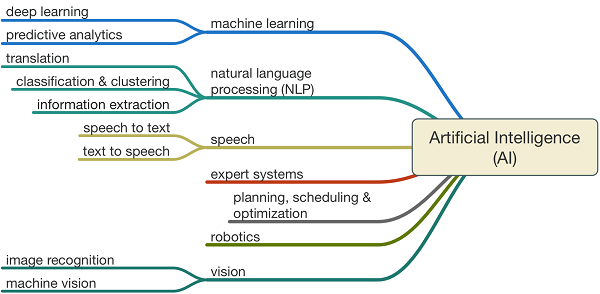 deep learning
predictive analytics
machine learning
translation
classification & clustering
information extraction
natural language
processing (NLP)
speech to text
text to speech
speech
expert systems
planning, scheduling &
optimization
robotics
image recognition
machine vision
vision
Artificial Intelligence
(AI)